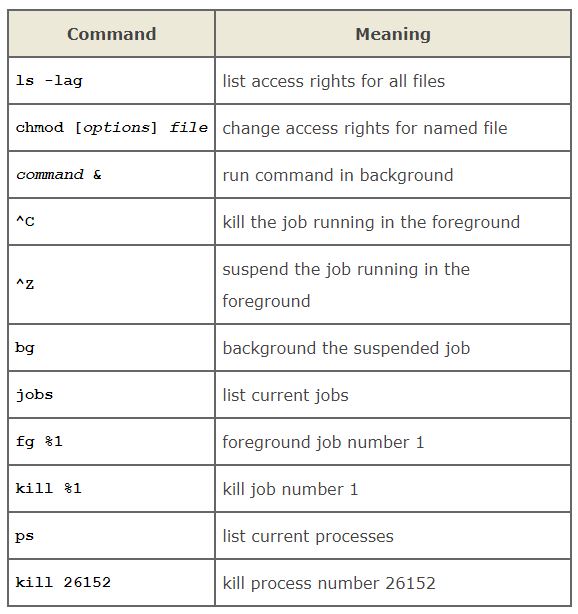 Command Meaning
ls -lag list access rights for all files
chmod [options] file change access rights for named file
command & run command in background
^C kill the job running in the foreground
^Z suspend the job running in the
foreground
bg background the suspended job
jobs list current jobs
fg %1 foreground job number 1
kill %1 kill job number 1
ps list current processes
kill 26152 kill process number 26152